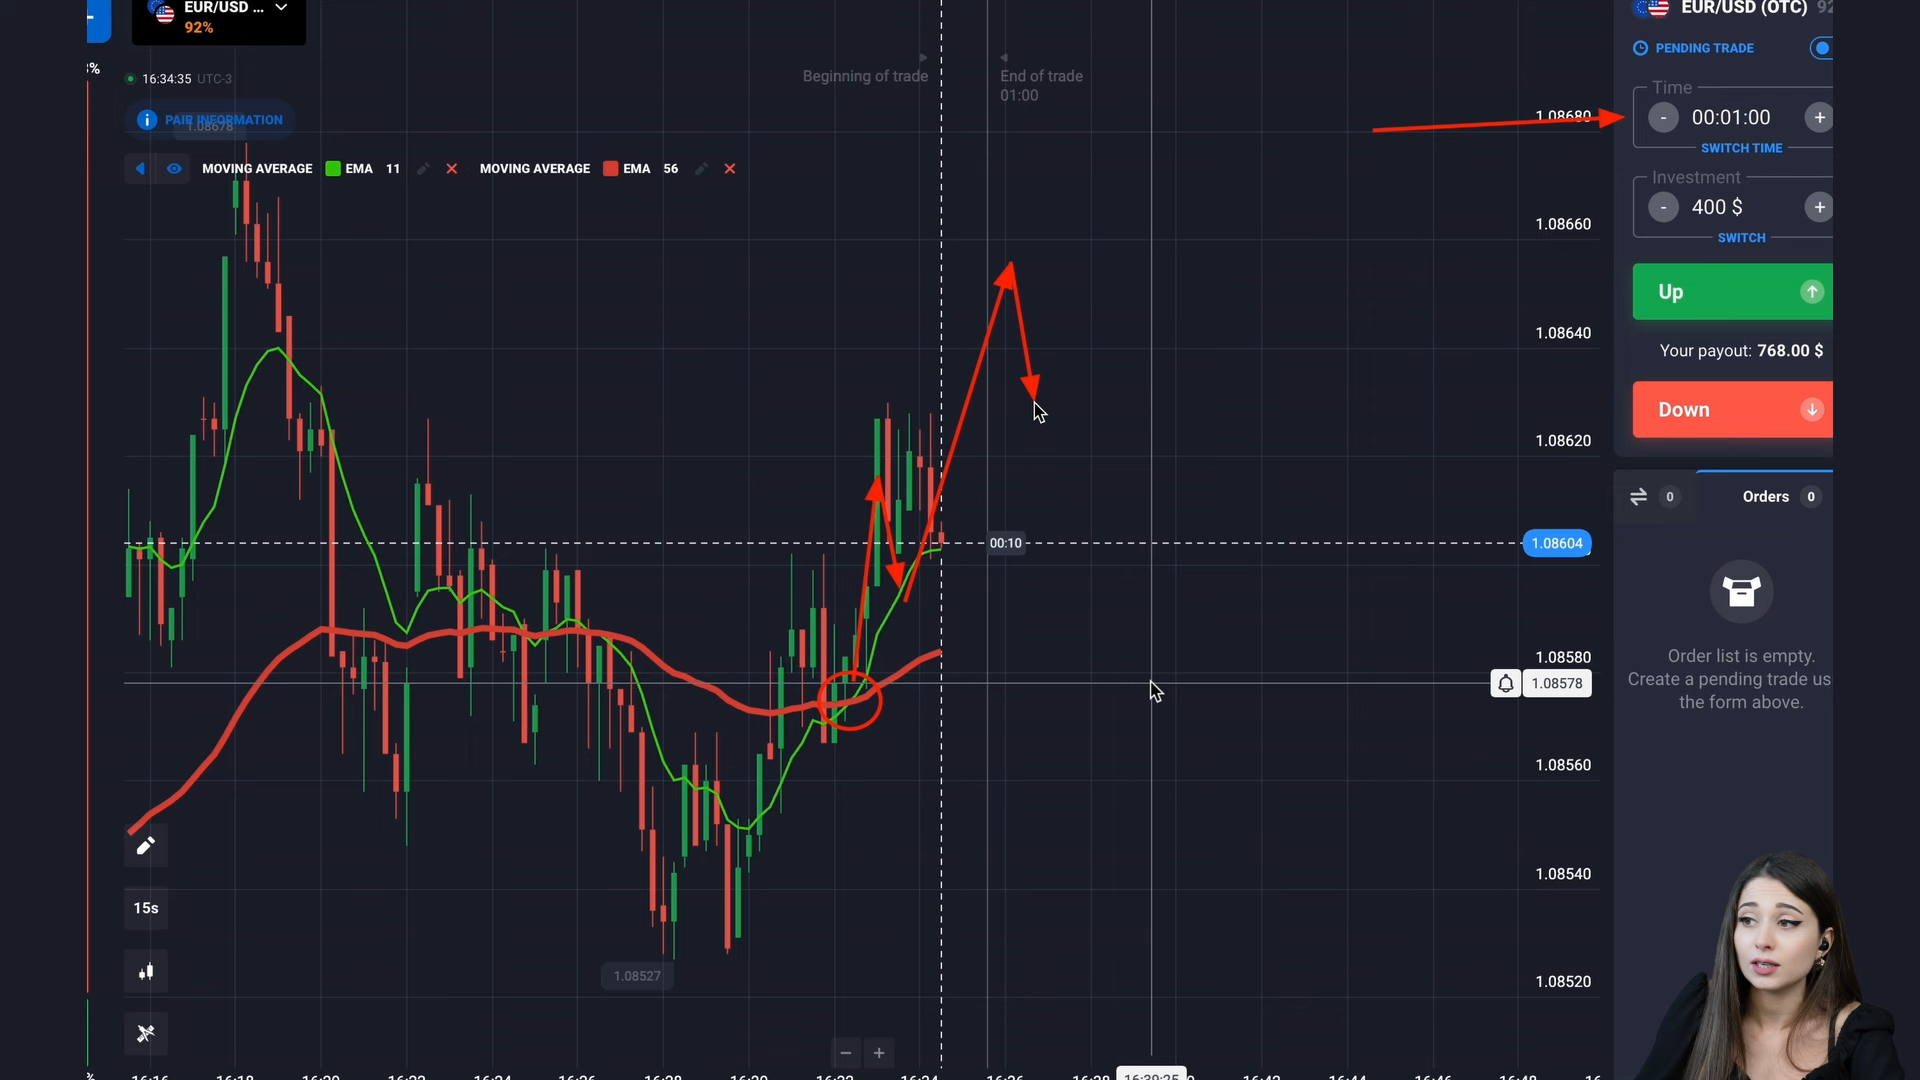 EUR/USD ...
92%
EUR/USD (OTC) 92
PENDING TRADE
%
16:34:35 UTC-3
Beginning of trade
End of trade
01:00
PAIR INFORMATION
1.08678
MOVING AVERAGE EMA 11 MOVING AVERAGE EMA 56
Time
- 00:01:00 +
SWITCH TIME
Investment
- 400 $ +
SWITCH
Up
Your payout: 768.00 $
Down
0 Orders 0
Order list is empty.
Create a pending trade us
the form above.
1.08680
1.08660
1.08640
1.08620
00:10
1.08604
1.08580
1.08578
1.08560
1.08540
1.08520
1.08527
15s
− +
16:16 16:18 16:20 16:22 16:24 16:26 16:28 16:30 16:32 16:34 16:36 16:38 16:39:25 16:42 16:44 16:46 16:48 16